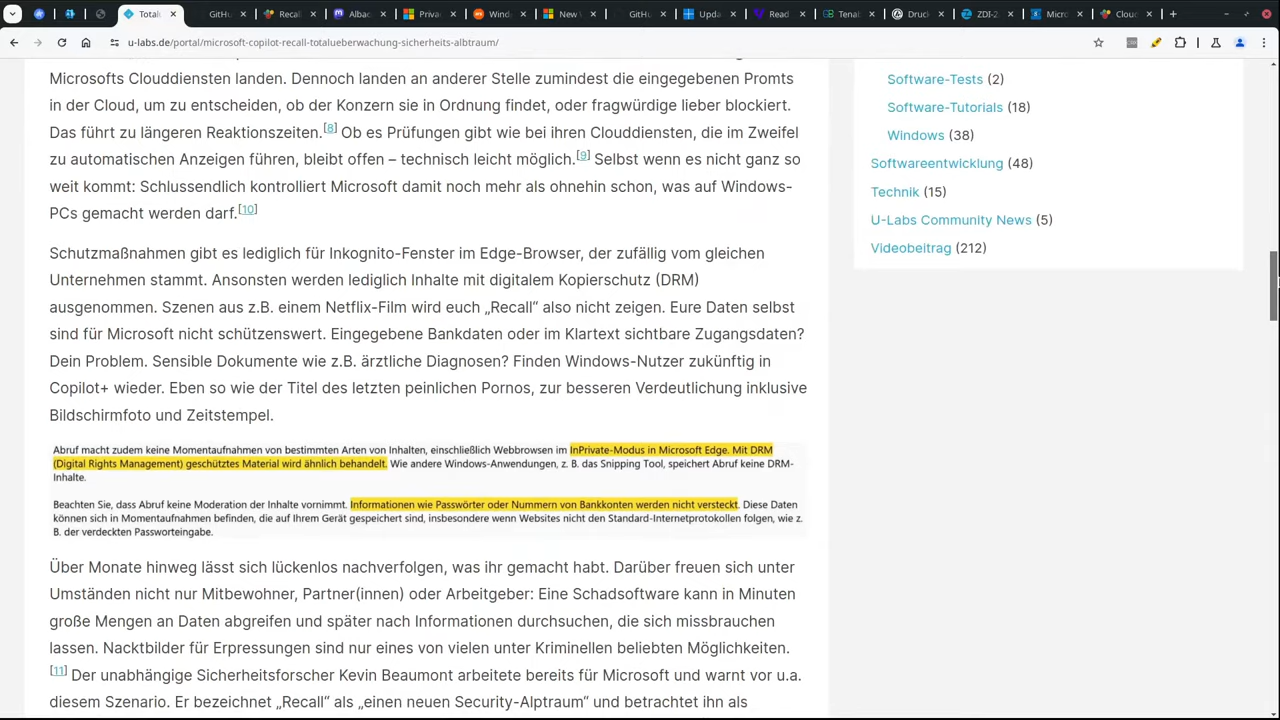 Total
GitHu
Recal
Albac
Priva
Wind
New
GitHu
Upda
Read
Tenat
Druck
ZDI-2
Micro
Cloud
u-labs.de/portal/microsoft-copilot-recall-totalueberwachung-sicherheits-albtraum/
Microsofts Clouddiensten landen. Dennoch landen an anderer Stelle zumindest die eingegebenen Promts
in der Cloud, um zu entscheiden, ob der Konzern sie in Ordnung findet, oder fragwürdige lieber blockiert.
Das führt zu längeren Reaktionszeiten.[8] Ob es Prüfungen gibt wie bei ihren Clouddiensten, die im Zweifel
zu automatischen Anzeigen führen, bleibt offen – technisch leicht möglich.[9] Selbst wenn es nicht ganz so
weit kommt: Schlussendlich kontrolliert Microsoft damit noch mehr als ohnehin schon, was auf Windows-
PCs gemacht werden darf.[10]
Schutzmaßnahmen gibt es lediglich für Inkognito-Fenster im Edge-Browser, der zufällig vom gleichen
Unternehmen stammt. Ansonsten werden lediglich Inhalte mit digitalem Kopierschutz (DRM)
ausgenommen. Szenen aus z.B. einem Netflix-Film wird euch „Recall“ also nicht zeigen. Eure Daten selbst
sind für Microsoft nicht schützenswert. Eingegebene Bankdaten oder im Klartext sichtbare Zugangsdaten?
Dein Problem. Sensible Dokumente wie z.B. ärztliche Diagnosen? Finden Windows-Nutzer zukünftig in
Copilot+ wieder. Eben so wie der Titel des letzten peinlichen Pornos, zur besseren Verdeutlichung inklusive
Bildschirmfoto und Zeitstempel.
Abruf macht zudem keine Momentaufnahmen von bestimmten Arten von Inhalten, einschließlich Webbrowsen im InPrivate-Modus in Microsoft Edge. Mit DRM
(Digital Rights Management) geschütztes Material wird ähnlich behandelt. Wie andere Windows-Anwendungen, z. B. das Snipping Tool, speichert Abruf keine DRM-
Inhalte.
Beachten Sie, dass Abruf keine Moderation der Inhalte vornimmt. Informationen wie Passwörter oder Nummern von Bankkonten werden nicht versteckt. Diese Daten
können sich in Momentaufnahmen befinden, die auf Ihrem Gerät gespeichert sind, insbesondere wenn Websites nicht den Standard-Internetprotokollen folgen, wie z.
B. der verdeckten Passworteingabe.
Über Monate hinweg lässt sich lückenlos nachverfolgen, was ihr gemacht habt. Darüber freuen sich unter
Umständen nicht nur Mitbewohner, Partner(innen) oder Arbeitgeber: Eine Schadsoftware kann in Minuten
große Mengen an Daten abgreifen und später nach Informationen durchsuchen, die sich missbrauchen
lassen. Nacktbilder für Erpressungen sind nur eines von vielen unter Kriminellen beliebten Möglichkeiten.
[11] Der unabhängige Sicherheitsforscher Kevin Beaumont arbeitete bereits für Microsoft und warnt vor u.a.
diesem Szenario. Er bezeichnet „Recall“ als „einen neuen Security-Alptraum“ und betrachtet ihn als
Software-Tests (2)
Software-Tutorials (18)
Windows (38)
Softwareentwicklung (48)
Technik (15)
U-Labs Community News (5)
Videobeitrag (212)